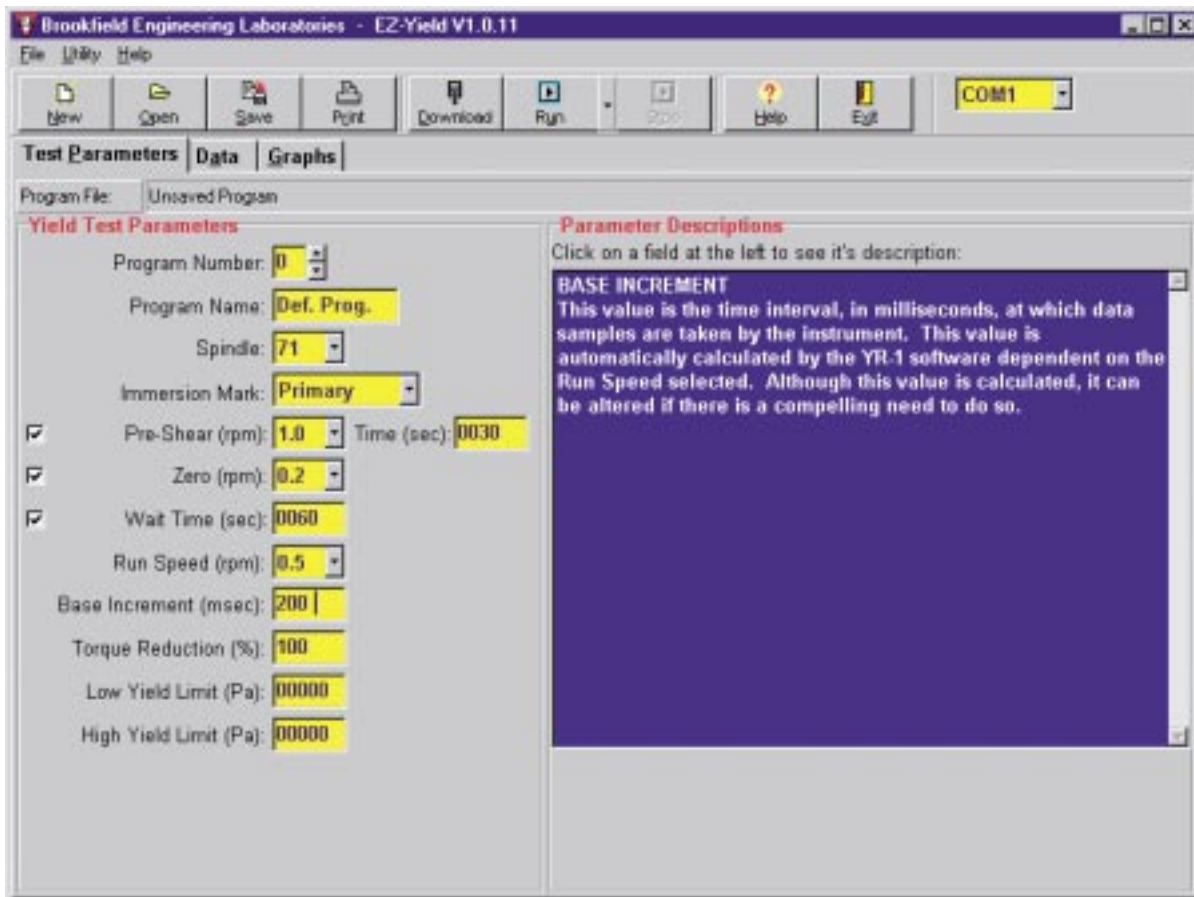 Brookfield Engineering Laboratories - EZ-Yield V1.0.11
File Utility Help
New Open Save Print Download Run Stop Help Exit COM1
Test Parameters Data Graphs
Program File: Unsaved Program
Yield Test Parameters
Program Number: 0
Program Name: Def. Prog.
Spindle: 71
Immersion Mark: Primary
Pre-Shear (rpm): 1.0 Time (sec): 0030
Zero (rpm): 0.2
Wait Time (sec): 0060
Run Speed (rpm): 0.5
Base Increment (msec): 200
Torque Reduction (%): 100
Low Yield Limit (Pa): 00000
High Yield Limit (Pa): 00000
Parameter Descriptions
Click on a field at the left to see it's description:
BASE INCREMENT
This value is the time interval, in milliseconds, at which data
samples are taken by the instrument. This value is
automatically calculated by the YR-1 software dependent on the
Run Speed selected. Although this value is calculated, it can
be altered if there is a compelling need to do so.